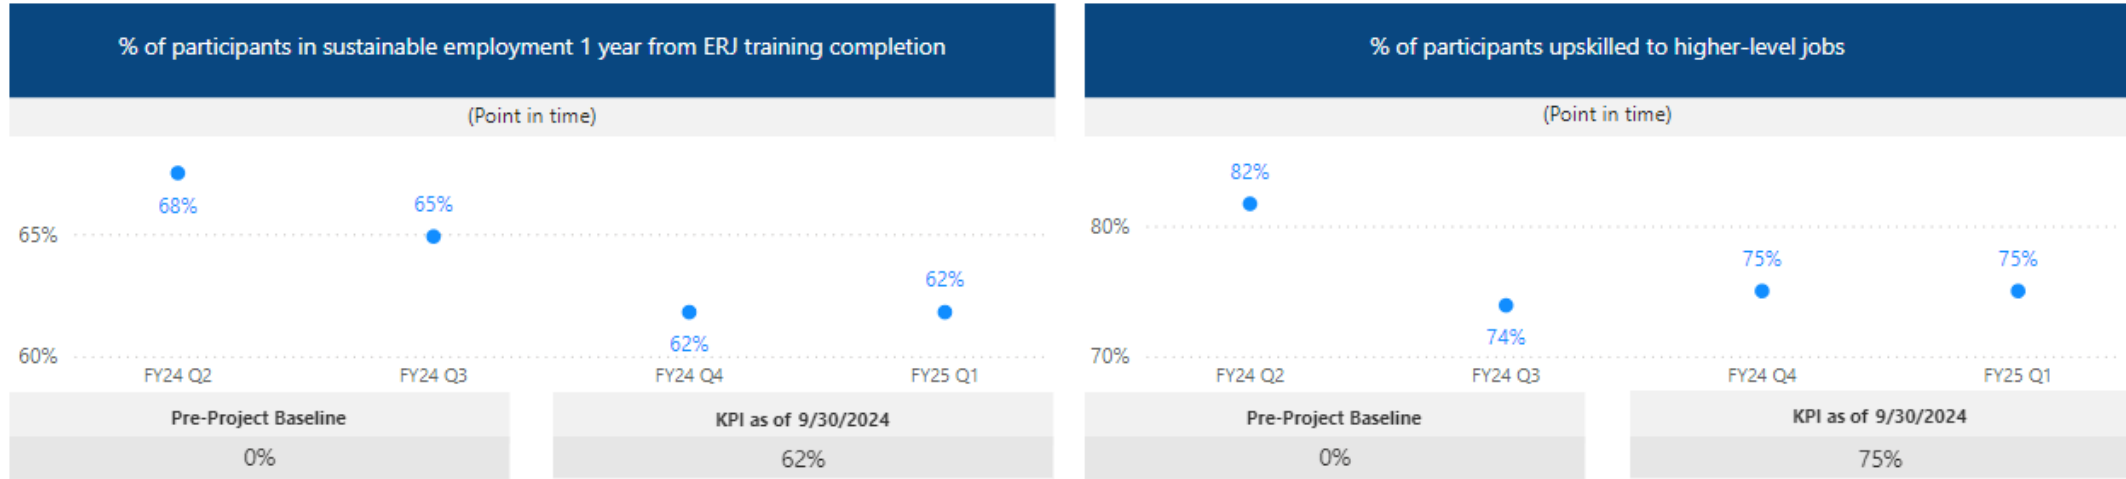 % of participants in sustainable employment 1 year from ERJ training completion
(Point in time)
68%
65%
65%
62%
62%
60%
FY24 Q2
FY24 Q3
FY24 Q4
FY25 Q1
Pre-Project Baseline
KPI as of 9/30/2024
0%
62%
% of participants upskilled to higher-level jobs
(Point in time)
82%
80%
75%
75%
74%
70%
FY24 Q2
FY24 Q3
FY24 Q4
FY25 Q1
Pre-Project Baseline
KPI as of 9/30/2024
0%
75%